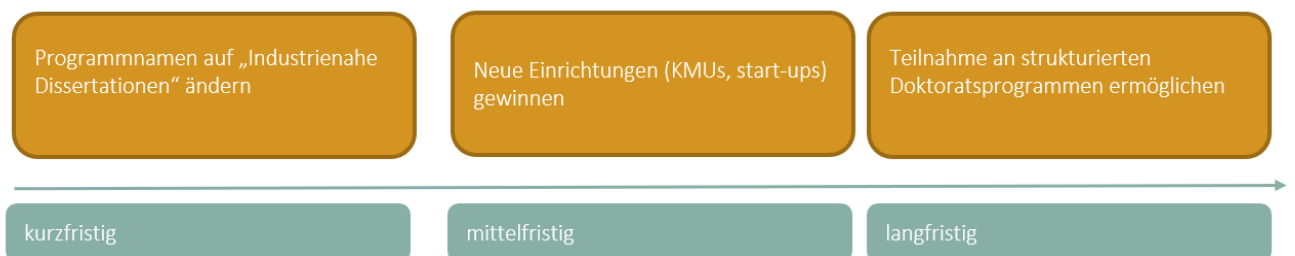 Programmnamen auf „Industrienahe
Dissertationen“ ändern
Neue Einrichtungen (KMUs, start-ups)
gewinnen
Teilnahme an strukturierten
Doktoratsprogrammen ermöglichen
kurzfristig
mittelfristig
langfristig